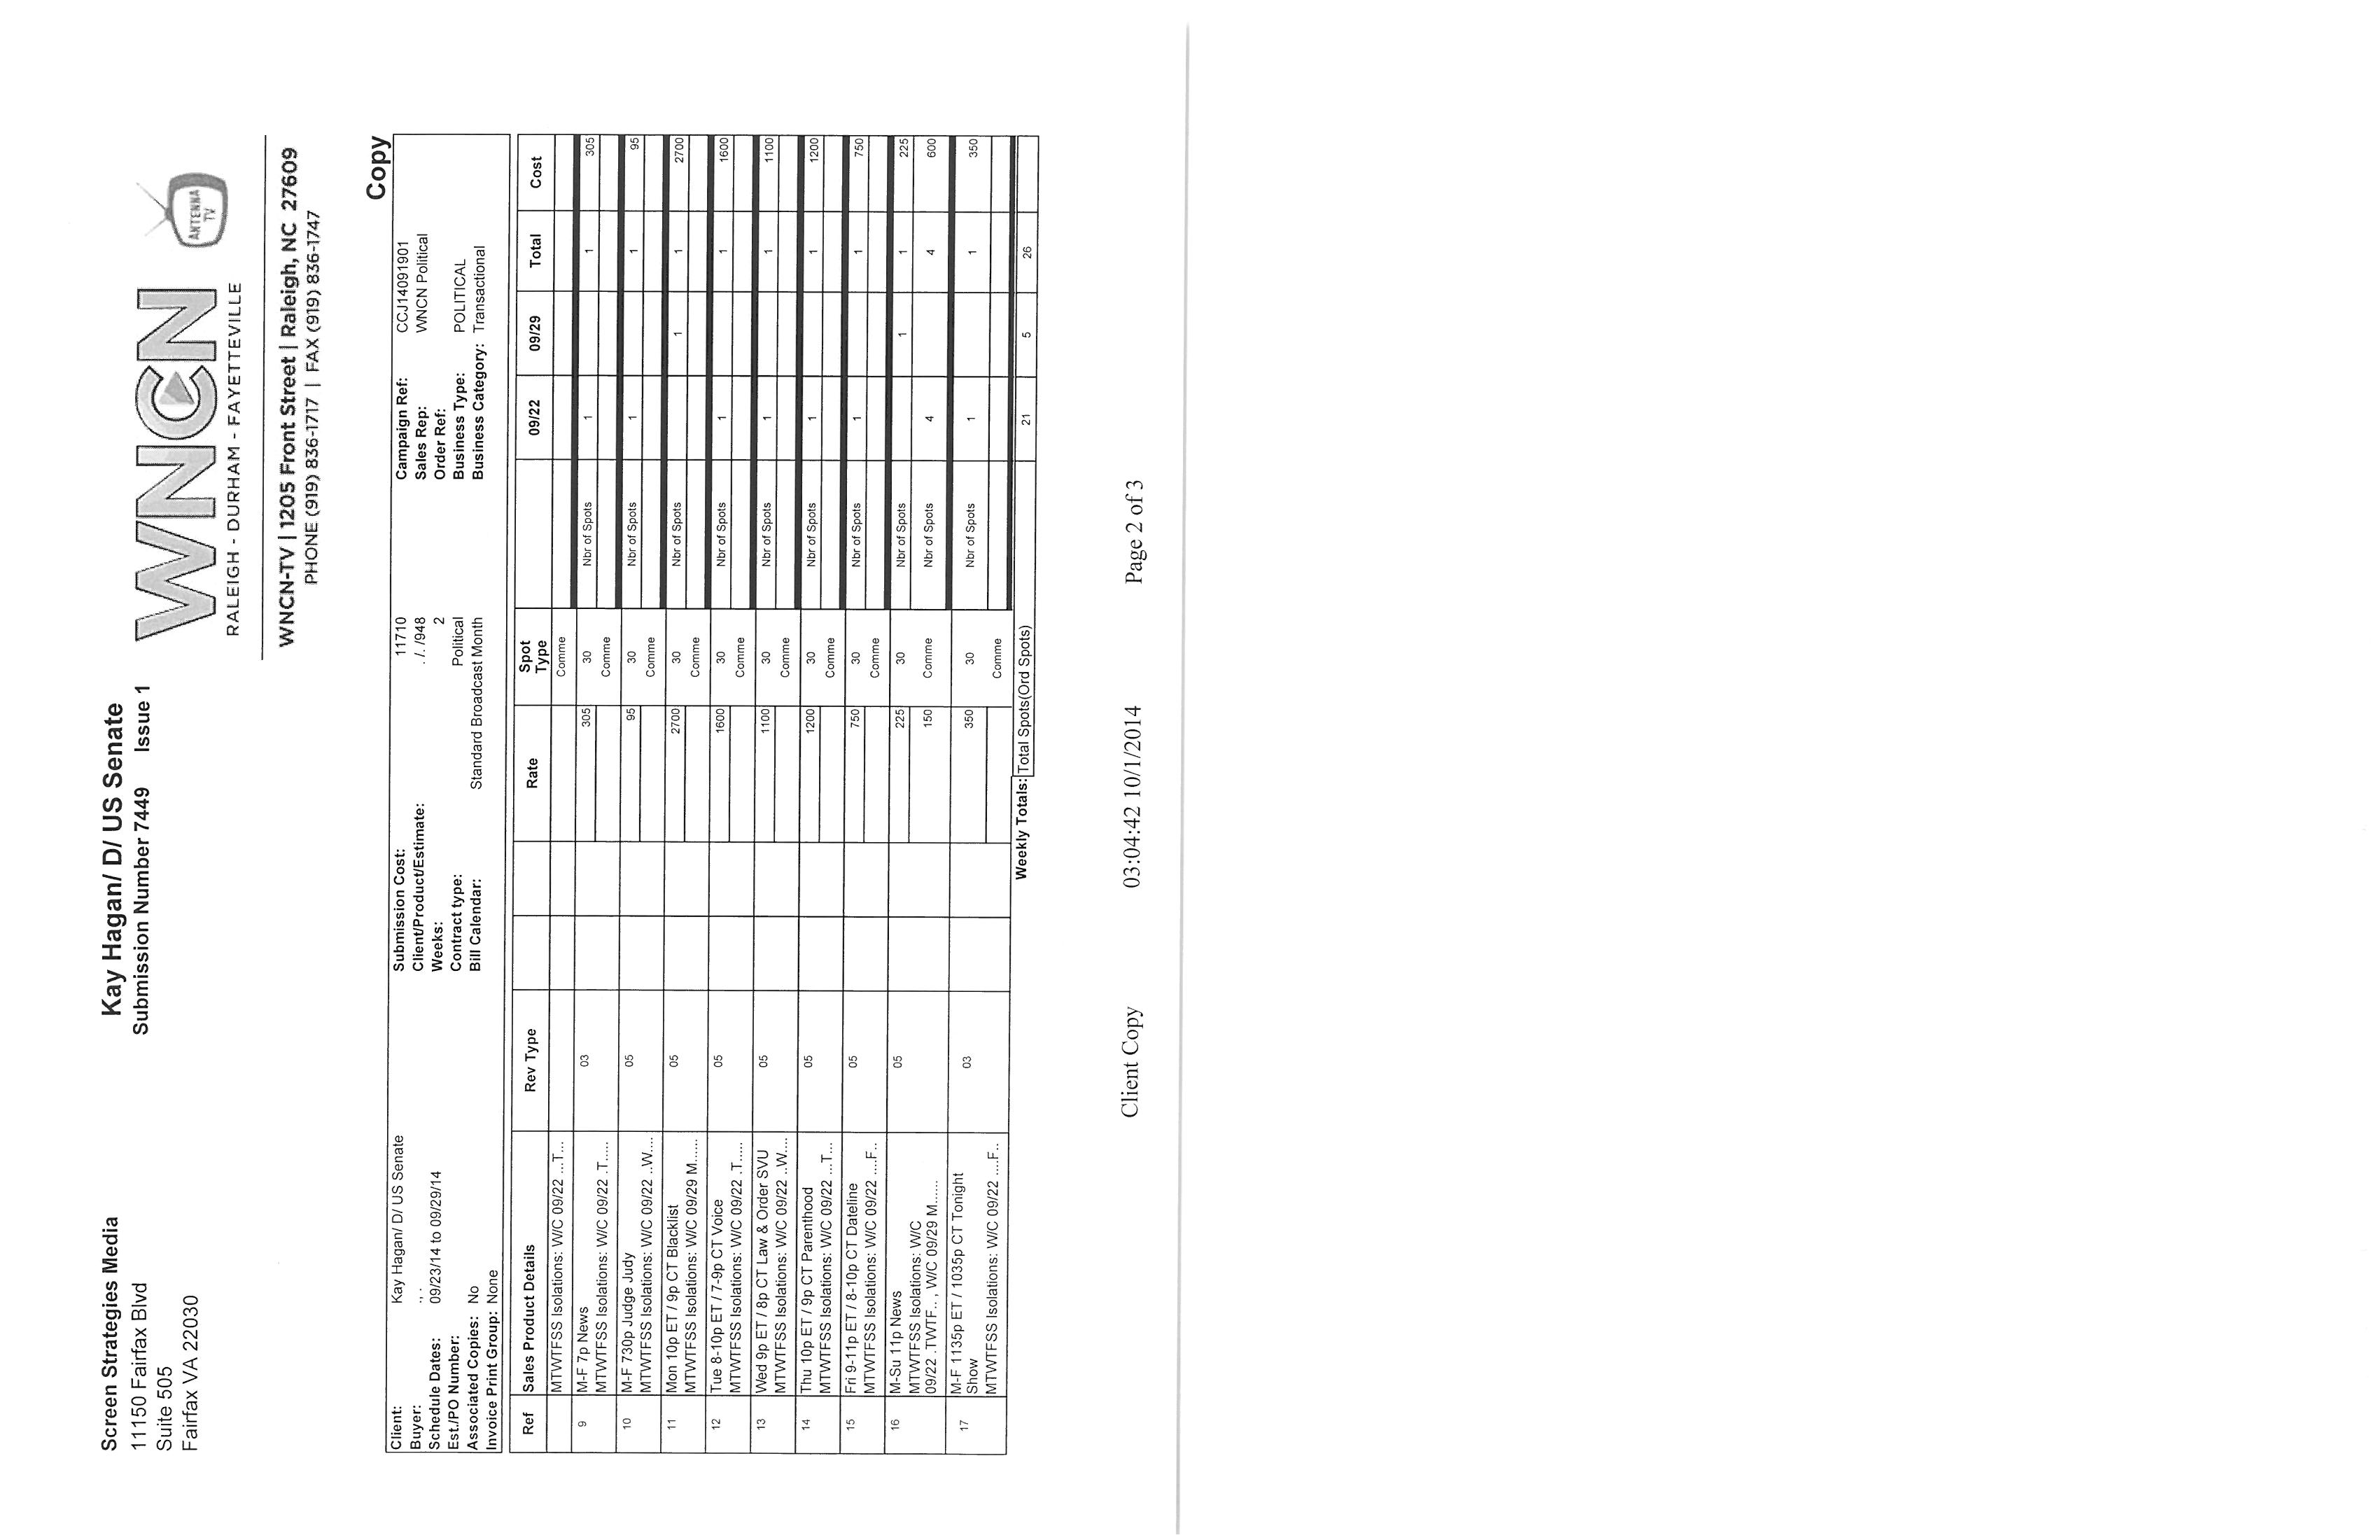 Screen Strategies Media
11150 Fairfax Blvd
Suite 505
Fairfax VA 22030
Kay Hagan/ D/ US Senate
Submission Number 7449 Issue 1
WNCN
RALEIGH - DURHAM - FAYETTEVILLE
ANTENNA
TV
WNCN-TV | 1205 Front Street | Raleigh, NC 27609
PHONE (919) 836-1717 | FAX (919) 836-1747
Copy
Client: Kay Hagan/ D/ US Senate Submission Cost: 11710 Campaign Ref: CCJ14091901
Buyer: ., . Client/Product/Estimate: . /. /948 Sales Rep: WNCN Political
Schedule Dates: 09/23/14 to 09/29/14 Weeks: 2 Order Ref:
Est./PO Number: Contract type: Political Business Type: POLITICAL
Associated Copies: No Bill Calendar: Standard Broadcast Month Business Category: Transactional
Invoice Print Group: None
Ref Sales Product Details Rev Type Rate Spot Type 09/22 09/29 Total Cost
MTWTFSS Isolations: W/C 09/22 ...T... Comme
9 M-F 7p News 03 305 30 Nbr of Spots 1 1 305
MTWTFSS Isolations: W/C 09/22 .T..... Comme
10 M-F 730p Judge Judy 05 95 30 Nbr of Spots 1 1 95
MTWTFSS Isolations: W/C 09/22 ..W.... Comme
11 Mon 10p ET / 9p CT Blacklist 05 2700 30 Nbr of Spots 1 1 2700
MTWTFSS Isolations: W/C 09/29 M...... Comme
12 Tue 8-10p ET / 7-9p CT Voice 05 1600 30 Nbr of Spots 1 1 1600
MTWTFSS Isolations: W/C 09/22 .T..... Comme
13 Wed 9p ET / 8p CT Law & Order SVU 05 1100 30 Nbr of Spots 1 1 1100
MTWTFSS Isolations: W/C 09/22 ..W.... Comme
14 Thu 10p ET / 9p CT Parenthood 05 1200 30 Nbr of Spots 1 1 1200
MTWTFSS Isolations: W/C 09/22 ...T... Comme
15 Fri 9-11p ET / 8-10p CT Dateline 05 750 30 Nbr of Spots 1 1 750
MTWTFSS Isolations: W/C 09/22 ....F.. Comme
16 M-Su 11p News 05 225 30 Nbr of Spots 1 1 225
MTWTFSS Isolations: W/C 150 Comme Nbr of Spots 4 4 600
09/22 .TWTF.. , W/C 09/29 M......
17 M-F 1135p ET / 1035p CT Tonight 03 350 30 Nbr of Spots 1 1 350
Show
MTWTFSS Isolations: W/C 09/22 ....F.. Comme
Weekly Totals: Total Spots(Ord Spots) 21 5 26
Client Copy 03:04:42 10/1/2014 Page 2 of 3